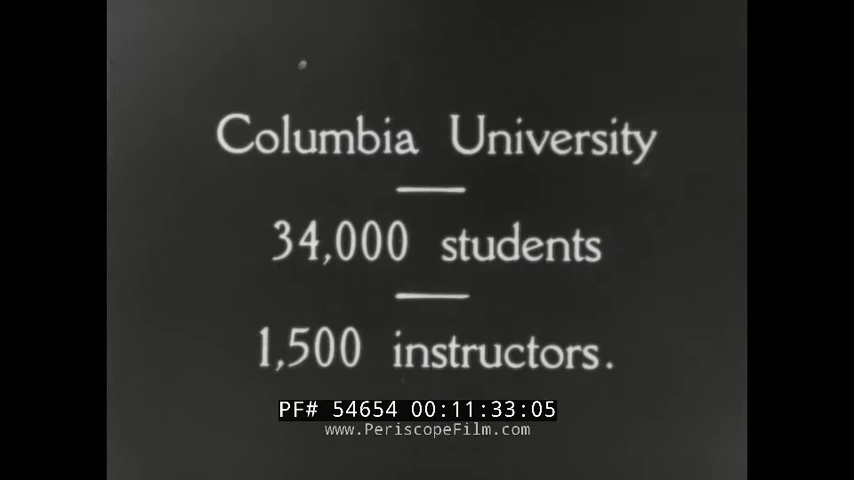 Columbia University
34,000 students
1,500 instructors.
PF# 54654 00:11:33:05
www.PeriscopeFilm.com